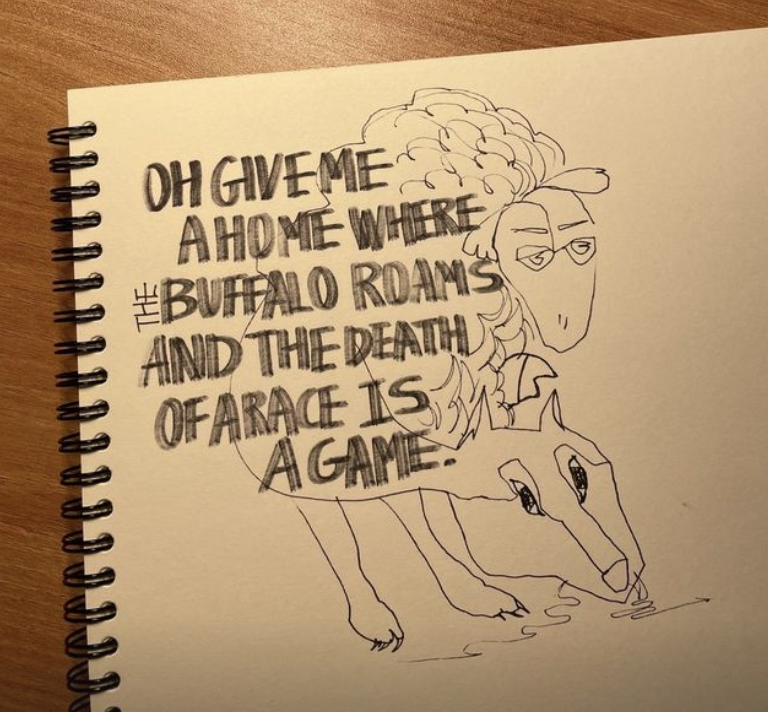 OH GIVE ME
A HOME WHERE
THE BUFFALO ROAMS
AND THE DEATH
OF A RACE IS
A GAME.